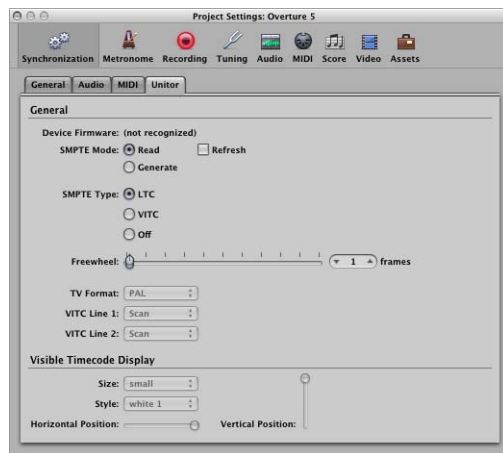 Project Settings: Overture 5
Synchronization Metronome Recording Tuning Audio MIDI Score Video Assets
General Audio MIDI Unitor
General
Device Firmware: (not recognized)
SMPTE Mode: Read Refresh
Generate
SMPTE Type: LTC
VITC
Off
Freewheel: 1 frames
TV Format: PAL
VITC Line 1: Scan
VITC Line 2: Scan
Visible Timecode Display
Size: small
Style: white 1
Horizontal Position: Vertical Position: